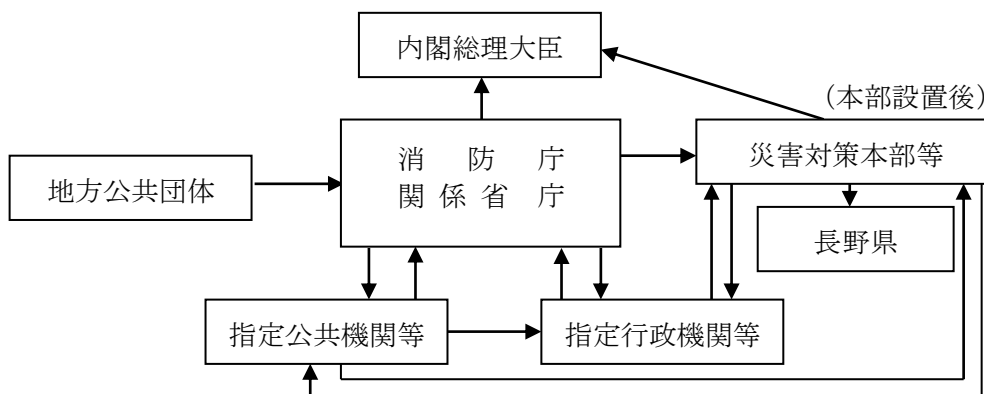 内閣総理大臣
（本部設置後）
消防庁
関係省庁
災害対策本部等
地方公共団体
長野県
指定公共機関等
指定行政機関等